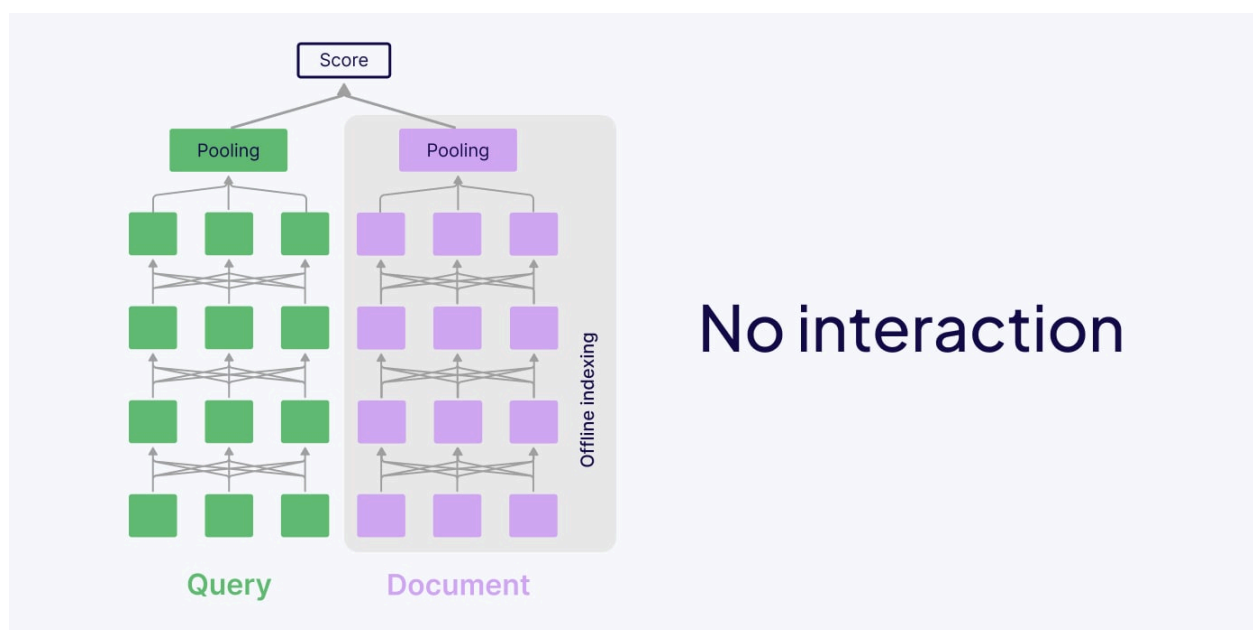 Score
Pooling
Pooling
Offline indexing
No interaction
Query
Document